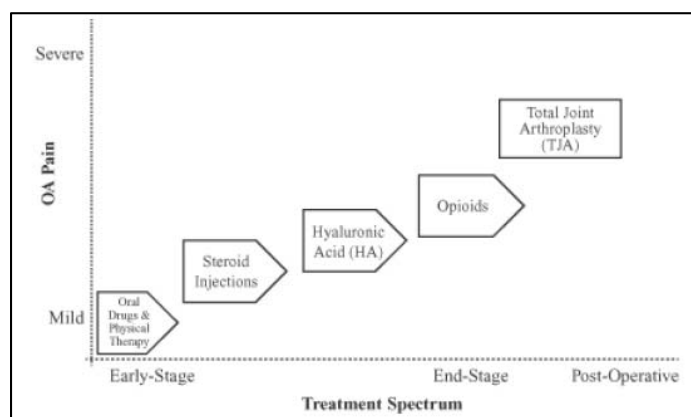 Severe
Total Joint
Arthroplasty
(TJA)
OA Pain
Opioids
Hyaluronic
Acid (HA)
Steroid
Injections
Mild
Oral
Drugs &
Physical
Therapy
Early-Stage
End-Stage
Post-Operative
Treatment Spectrum